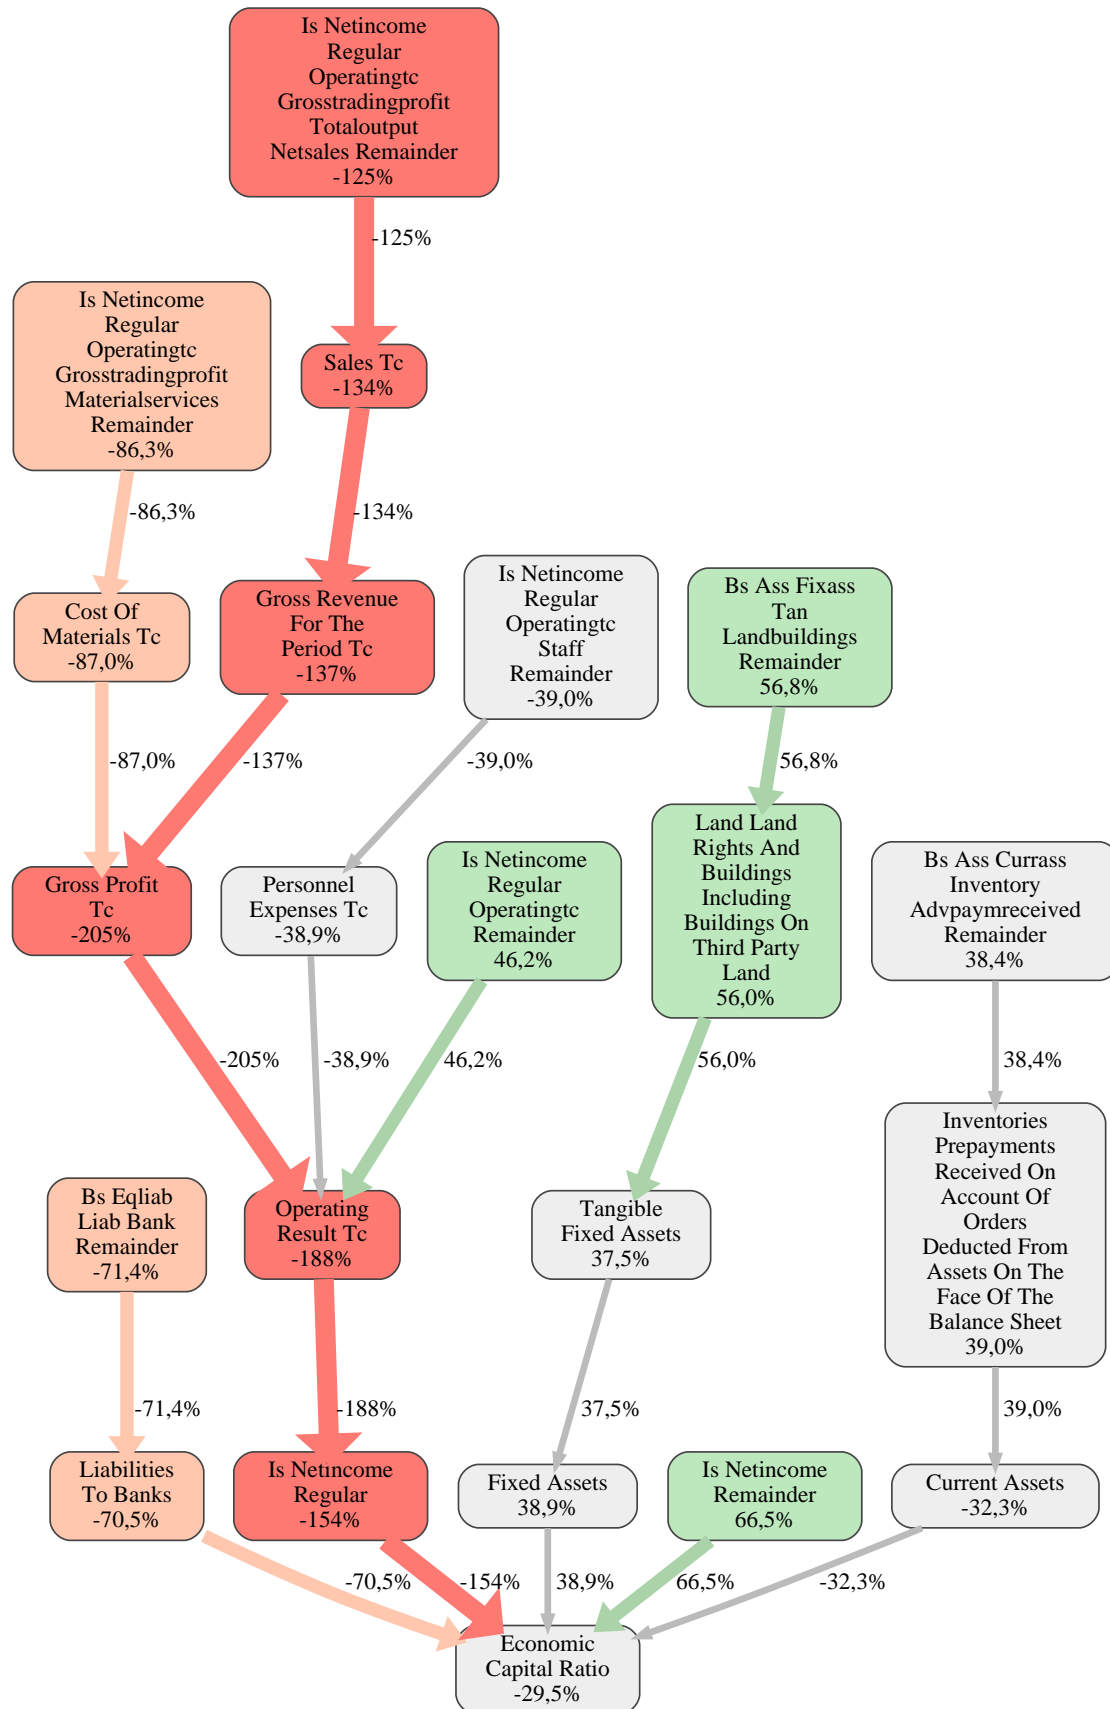 Is Netincome
Regular
Operatingtc
Grosstradingprofit
Totaloutput
Netsales Remainder
-125%
-125%
Is Netincome
Regular
Operatingtc
Grosstradingprofit
Materialservices
Remainder
-86,3%
Sales Tc
-134%
-86,3%
-134%
Cost Of
Materials Tc
-87,0%
Gross Revenue
For The
Period Tc
-137%
Is Netincome
Regular
Operatingtc
Staff
Remainder
-39,0%
Bs Ass Fixass
Tan
Landbuildings
Remainder
56,8%
-87,0%
-137%
-39,0%
56,8%
Gross Profit
Tc
-205%
Personnel
Expenses Tc
-38,9%
Is Netincome
Regular
Operatingtc
Remainder
46,2%
Land Land
Rights And
Buildings
Including
Buildings On
Third Party
Land
56,0%
Bs Ass Currass
Inventory
Advpaymreceived
Remainder
38,4%
-205%
-38,9%
46,2%
56,0%
38,4%
Bs Eqliab
Liab Bank
Remainder
-71,4%
Operating
Result Tc
-188%
Tangible
Fixed Assets
37,5%
Inventories
Prepayments
Received On
Account Of
Orders
Deducted From
Assets On The
Face Of The
Balance Sheet
39,0%
-71,4%
-188%
37,5%
39,0%
Liabilities
To Banks
-70,5%
Is Netincome
Regular
-154%
Fixed Assets
38,9%
Is Netincome
Remainder
66,5%
Current Assets
-32,3%
-70,5%
-154%
38,9%
66,5%
-32,3%
Economic
Capital Ratio
-29,5%